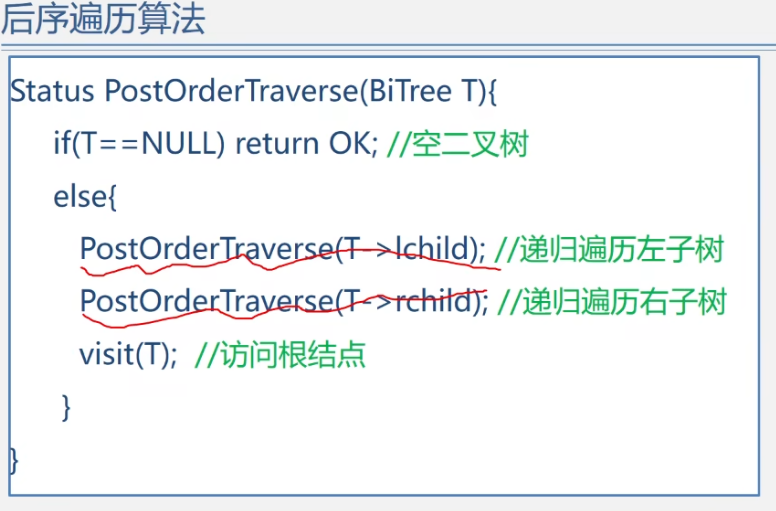 后序遍历算法
Status PostOrderTraverse(BiTree T){
if(T==NULL) return OK; //空二叉树
else{
PostOrderTraverse(T->lchild); //递归遍历左子树
PostOrderTraverse(T->rchild); //递归遍历右子树
visit(T); //访问根结点
}
}